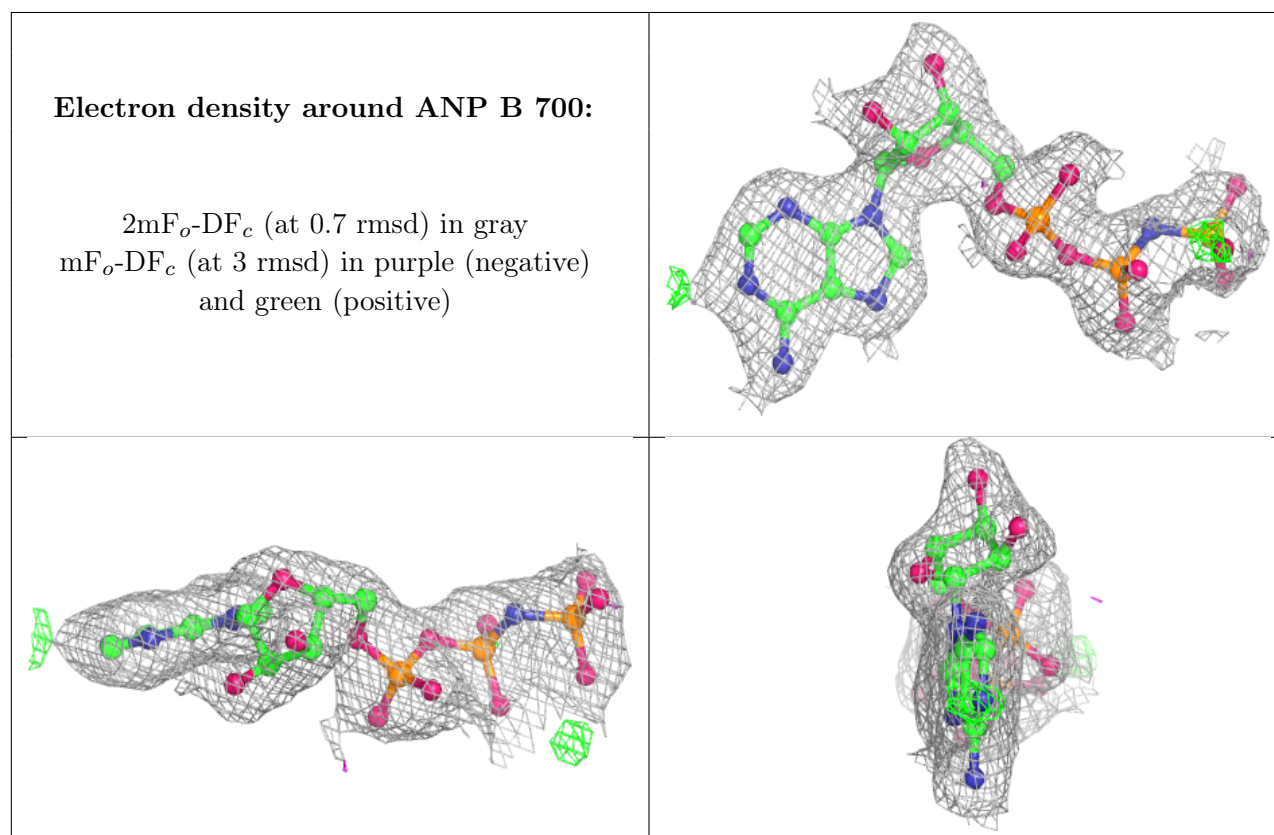 Electron density around ANP B 700:
2mFo-DFc (at 0.7 rmsd) in gray
mFo-DFc (at 3 rmsd) in purple (negative)
and green (positive)